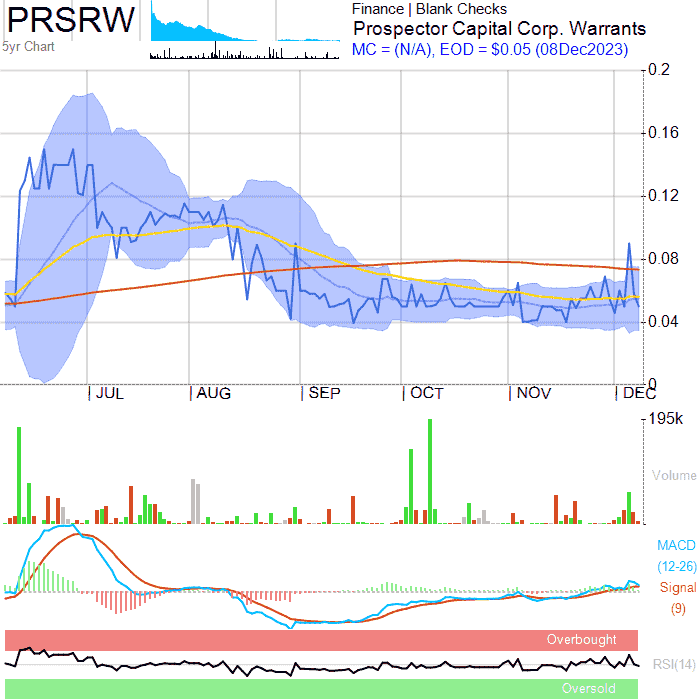 PRSRW
5yr Chart
Finance | Blank Checks
Prospector Capital Corp. Warrants
MC = (N/A), EOD = $0.05 (08Dec2023)
0.2
0.16
0.12
0.08
0.04
0
JUL AUG SEP OCT NOV DEC
195k
Volume
MACD
(12-26)
Signal
(9)
Overbought
RSI(14)
Oversold